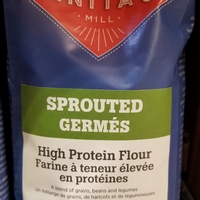 MILL
SPROUTED
GERMÉS
High Protein Flour
Farine à teneur élevée
en protéines
A blend of grains, beans and legumes
Un mélange de grains, de haricots et de légumineuses